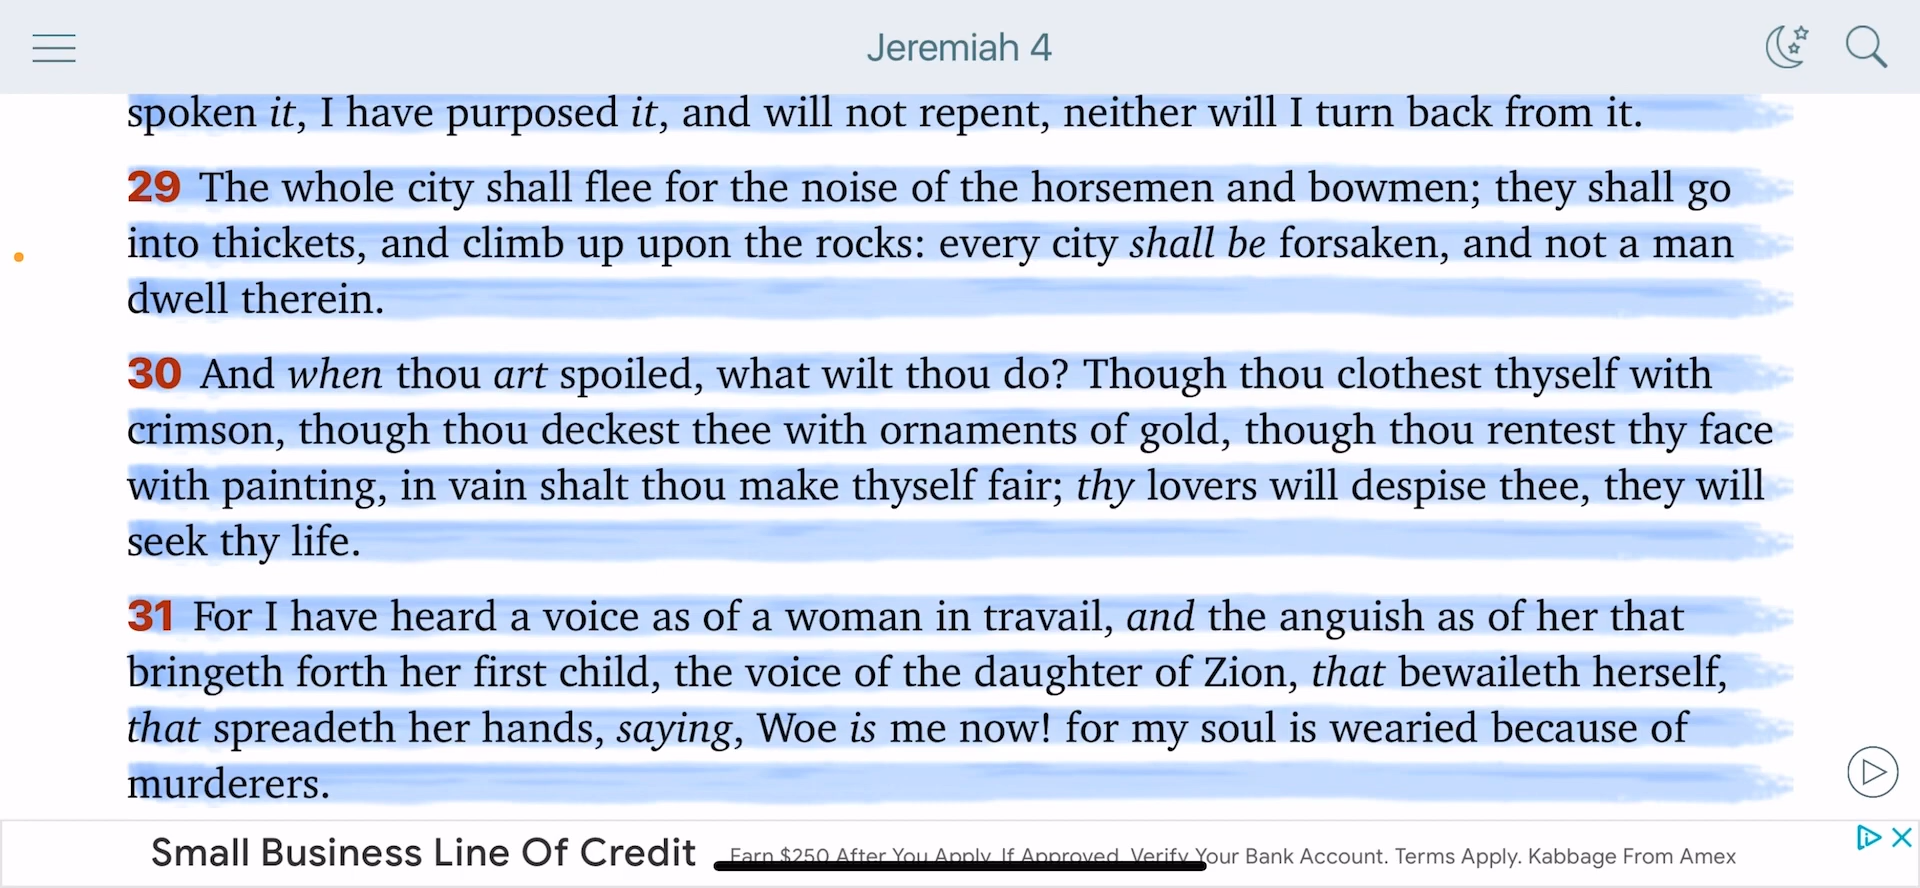 Jeremiah 4
spoken it, I have purposed it, and will not repent, neither will I turn back from it.
29 The whole city shall flee for the noise of the horsemen and bowmen; they shall go
into thickets, and climb up upon the rocks: every city shall be forsaken, and not a man
dwell therein.
30 And when thou art spoiled, what wilt thou do? Though thou clothest thyself with
crimson, though thou deckest thee with ornaments of gold, though thou rentest thy face
with painting, in vain shalt thou make thyself fair; thy lovers will despise thee, they will
seek thy life.
31 For I have heard a voice as of a woman in travail, and the anguish as of her that
bringeth forth her first child, the voice of the daughter of Zion, that bewaileth herself,
that spreadeth her hands, saying, Woe is me now! for my soul is wearied because of
murderers.
Small Business Line Of Credit
Earn $250 After You Apply. If Approved. Verify Your Bank Account. Terms Apply. Kabbage From Amex